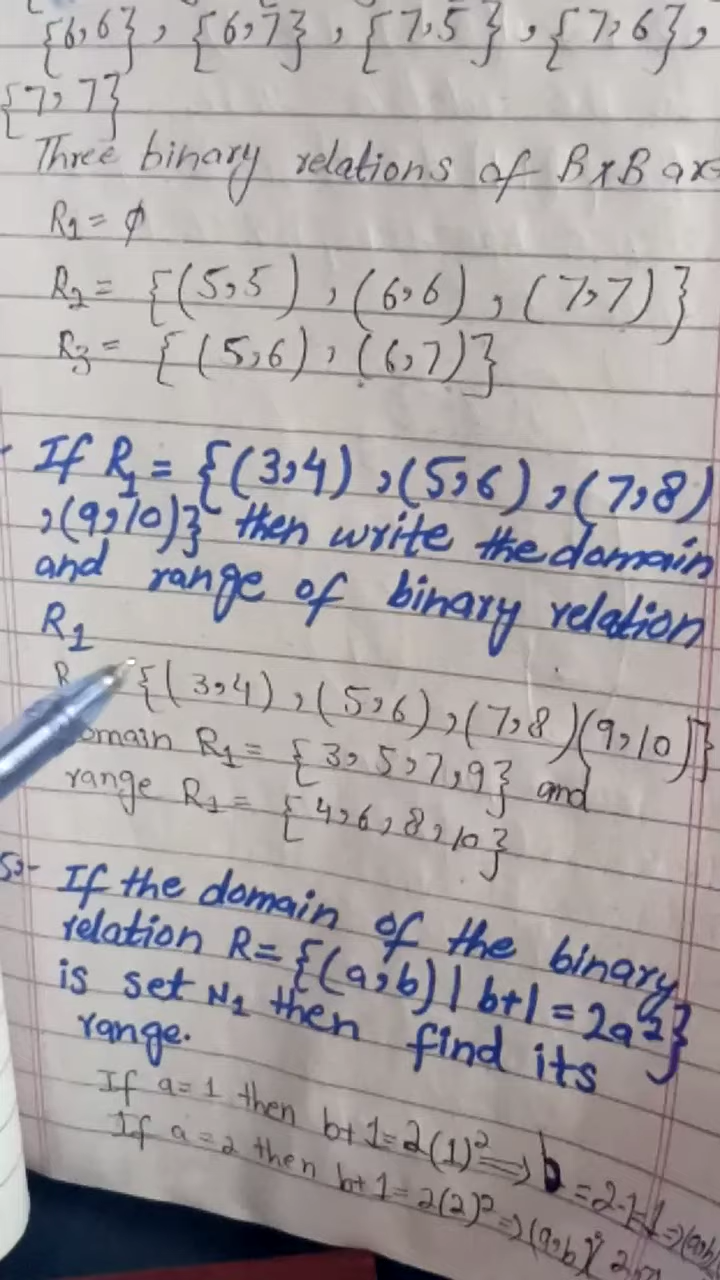 {6,6}, {6,7}, {7,5}, {7,6},
{7,7}
Three binary relations of B×B
R1 = ϕ
R2 = {(5,5), (6,6), (7,7)}
R3 = {(5,6), (6,7)}
If R1 = {(3,4), (5,6), (7,8)
,(9,10)} then write the domain
and range of binary relation
R1
{(3,4), (5,6), (7,8)(9,10)}
omain R1 = {3,5,7,9} and
range R1 = {4,6,8,10}
5:- If the domain of the binary
relation R = {(a,b) | b+1 = 2a²}
is set N1 then find its
range.
If a=1 then b+1=2(1)² ⟹ b = 2-1=1
If a=2 then b+1=2(2)²